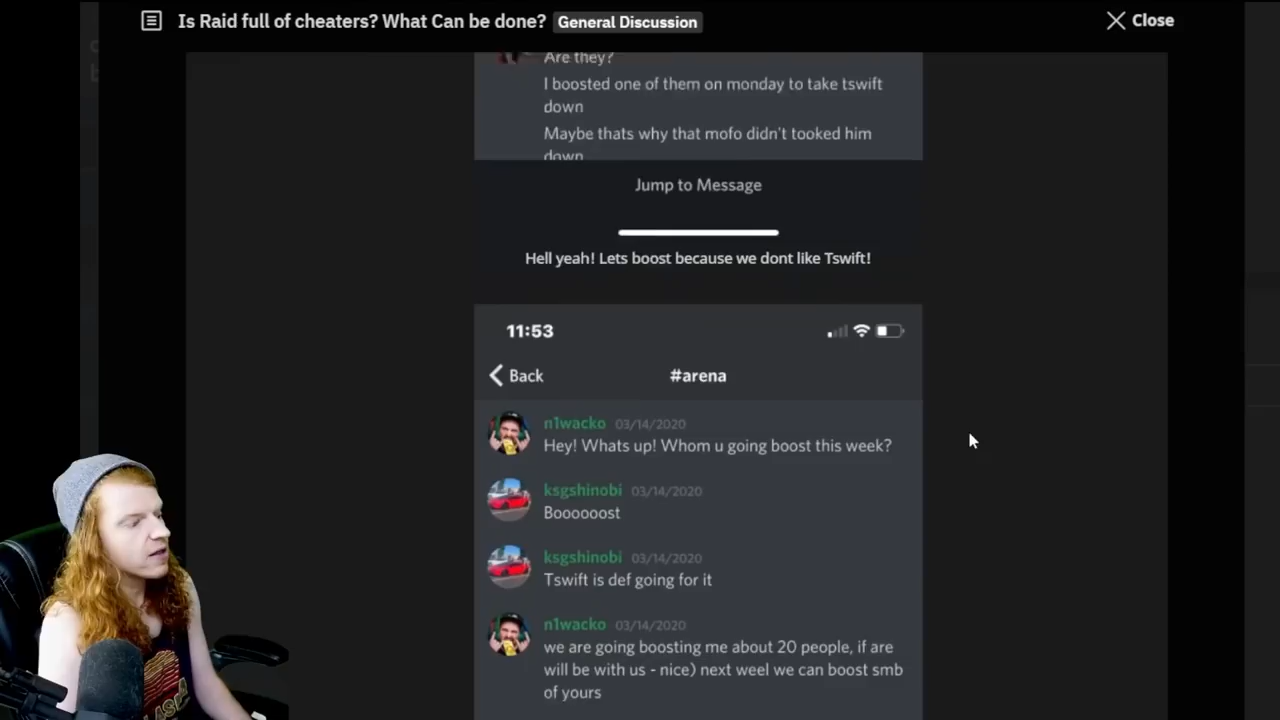 Is Raid full of cheaters? What Can be done? General Discussion
Close
Are they?
I boosted one of them on monday to take tswift
down
Maybe thats why that mofo didn't tooked him
down
Jump to Message
Hell yeah! Lets boost because we dont like Tswift!
11:53
Back
#arena
n1wacko 03/14/2020
Hey! Whats up! Whom u going boost this week?
ksgshinobi 03/14/2020
Boooooost
ksgshinobi 03/14/2020
Tswift is def going for it
n1wacko 03/14/2020
we are going boosting me about 20 people, if are
will be with us - nice) next weel we can boost smb
of yours